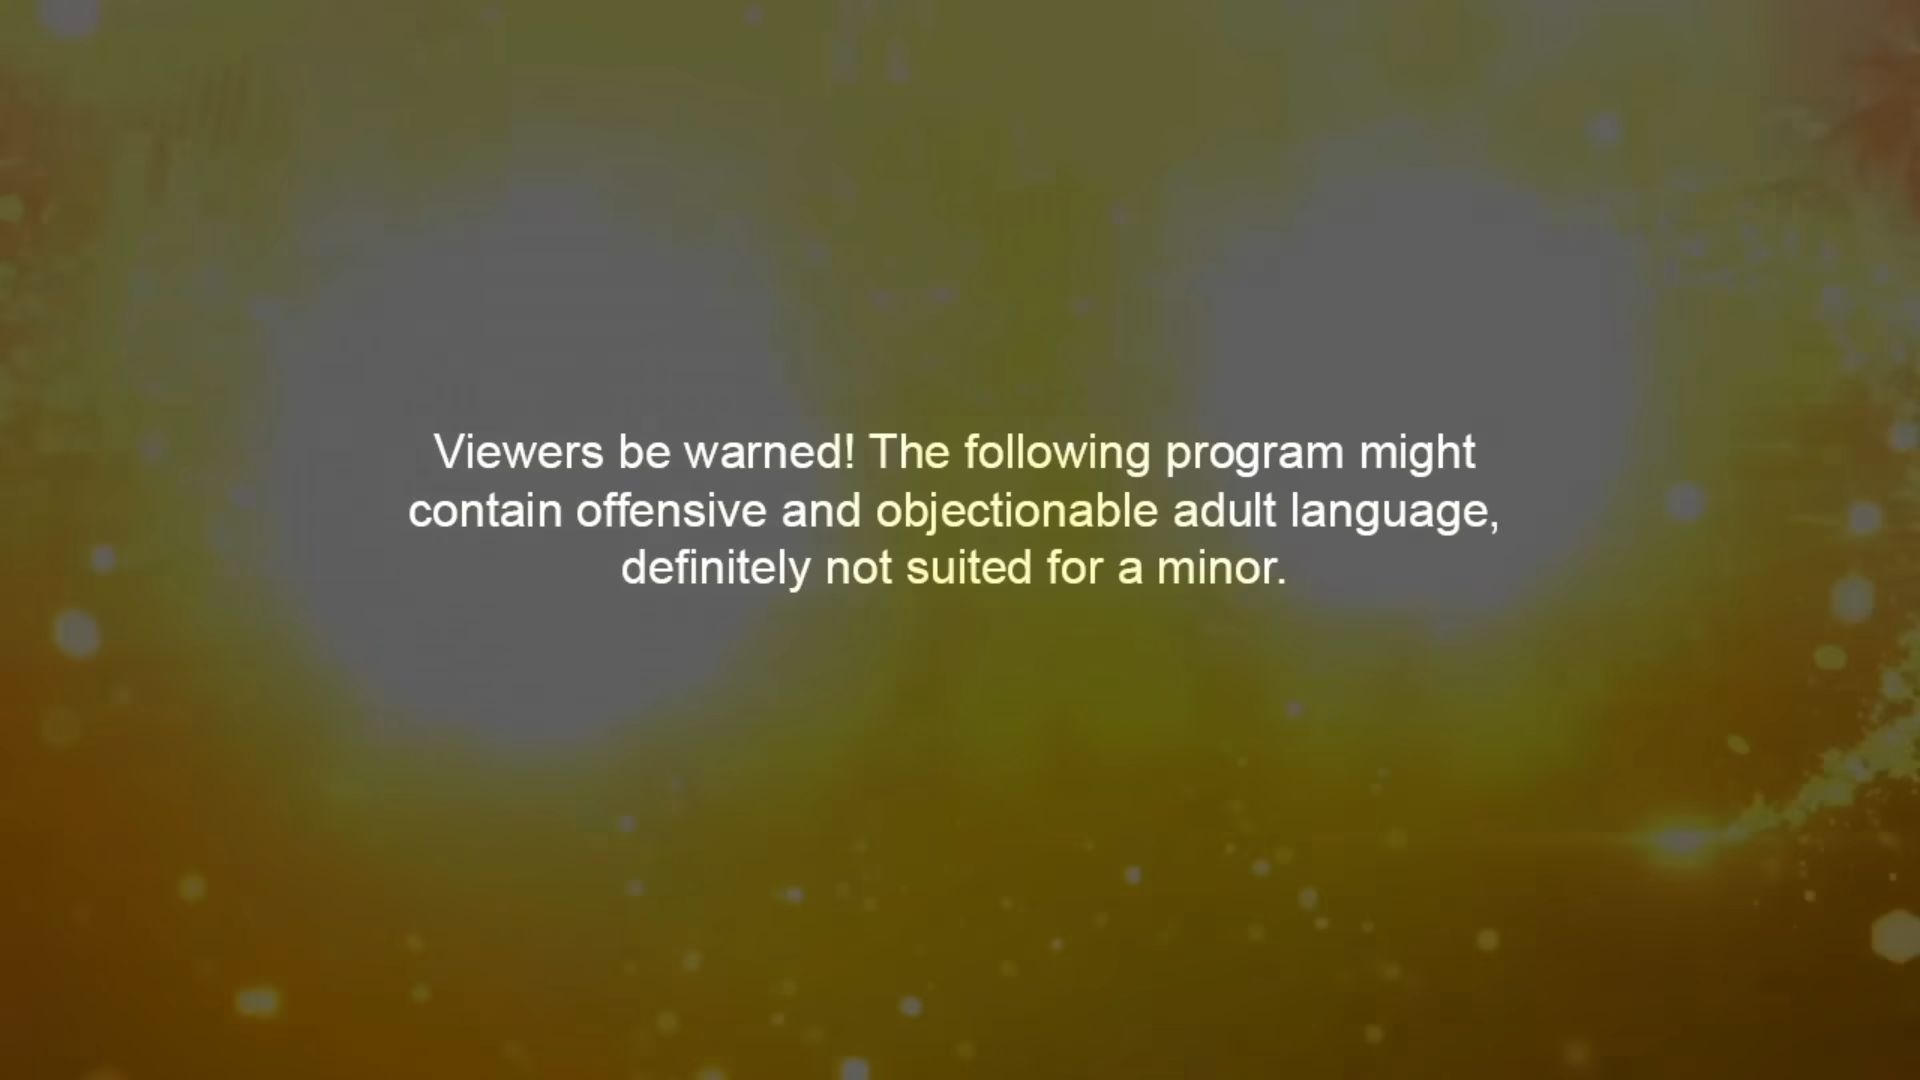 Viewers be warned! The following program might
contain offensive and objectionable adult language,
definitely not suited for a minor.